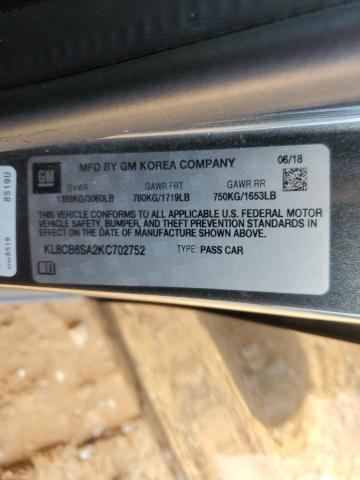 GM
MFD BY GM KOREA COMPANY
06/18
GVWR
GAWR FRT
GAWR RR
1388KG/3060LB
780KG/1719LB
750KG/1653LB
THIS VEHICLE CONFORMS TO ALL APPLICABLE U.S. FEDERAL MOTOR
VEHICLE SAFETY, BUMPER, AND THEFT PREVENTION STANDARDS IN
EFFECT ON THE DATE OF MANUFACTURE SHOWN ABOVE.
KL8CB6SA2KC702752
TYPE: PASS CAR
8519U
8519